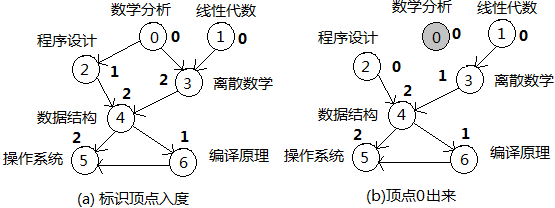 数学分析
线性代数
0 0
1 0
程序设计
2 1
2 3
离散数学
2
数据结构
4
2
1
操作系统
5
6
编译原理
(a) 标识顶点入度
数学分析
线性代数
0 0
1 0
程序设计
2 0
1 3
离散数学
2
数据结构
4
2
1
操作系统
5
6
编译原理
(b)顶点0出来